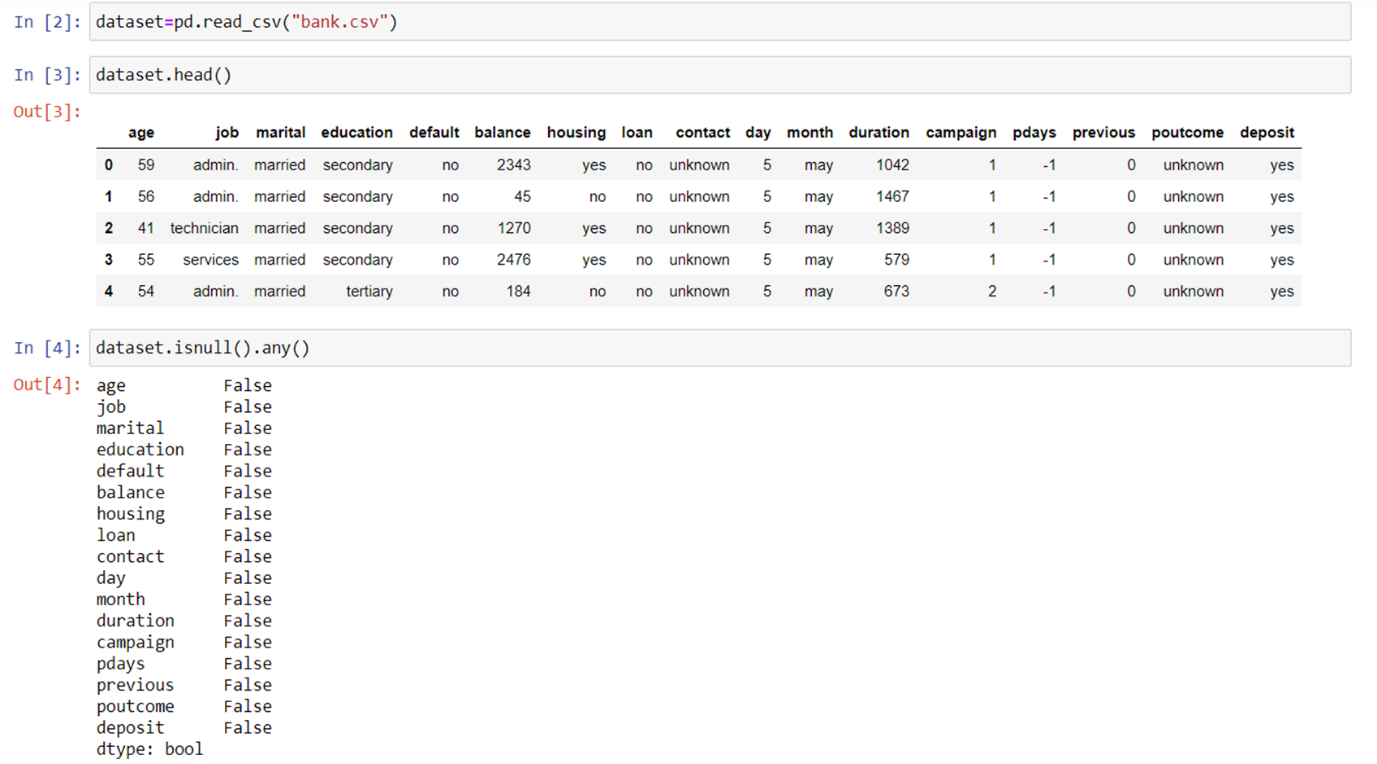 In [2]: dataset=pd.read_csv("bank.csv")
In [3]: dataset.head()
Out[3]:
age job marital education default balance housing loan contact day month duration campaign pdays previous poutcome deposit
0 59 admin. married secondary no 2343 yes no unknown 5 may 1042 1 -1 0 unknown yes
1 56 admin. married secondary no 45 no no unknown 5 may 1467 1 -1 0 unknown yes
2 41 technician married secondary no 1270 yes no unknown 5 may 1389 1 -1 0 unknown yes
3 55 services married secondary no 2476 yes no unknown 5 may 579 1 -1 0 unknown yes
4 54 admin. married tertiary no 184 no no unknown 5 may 673 2 -1 0 unknown yes
In [4]: dataset.isnull().any()
Out[4]: age False
job False
marital False
education False
default False
balance False
housing False
loan False
contact False
day False
month False
duration False
campaign False
pdays False
previous False
poutcome False
deposit False
dtype: bool